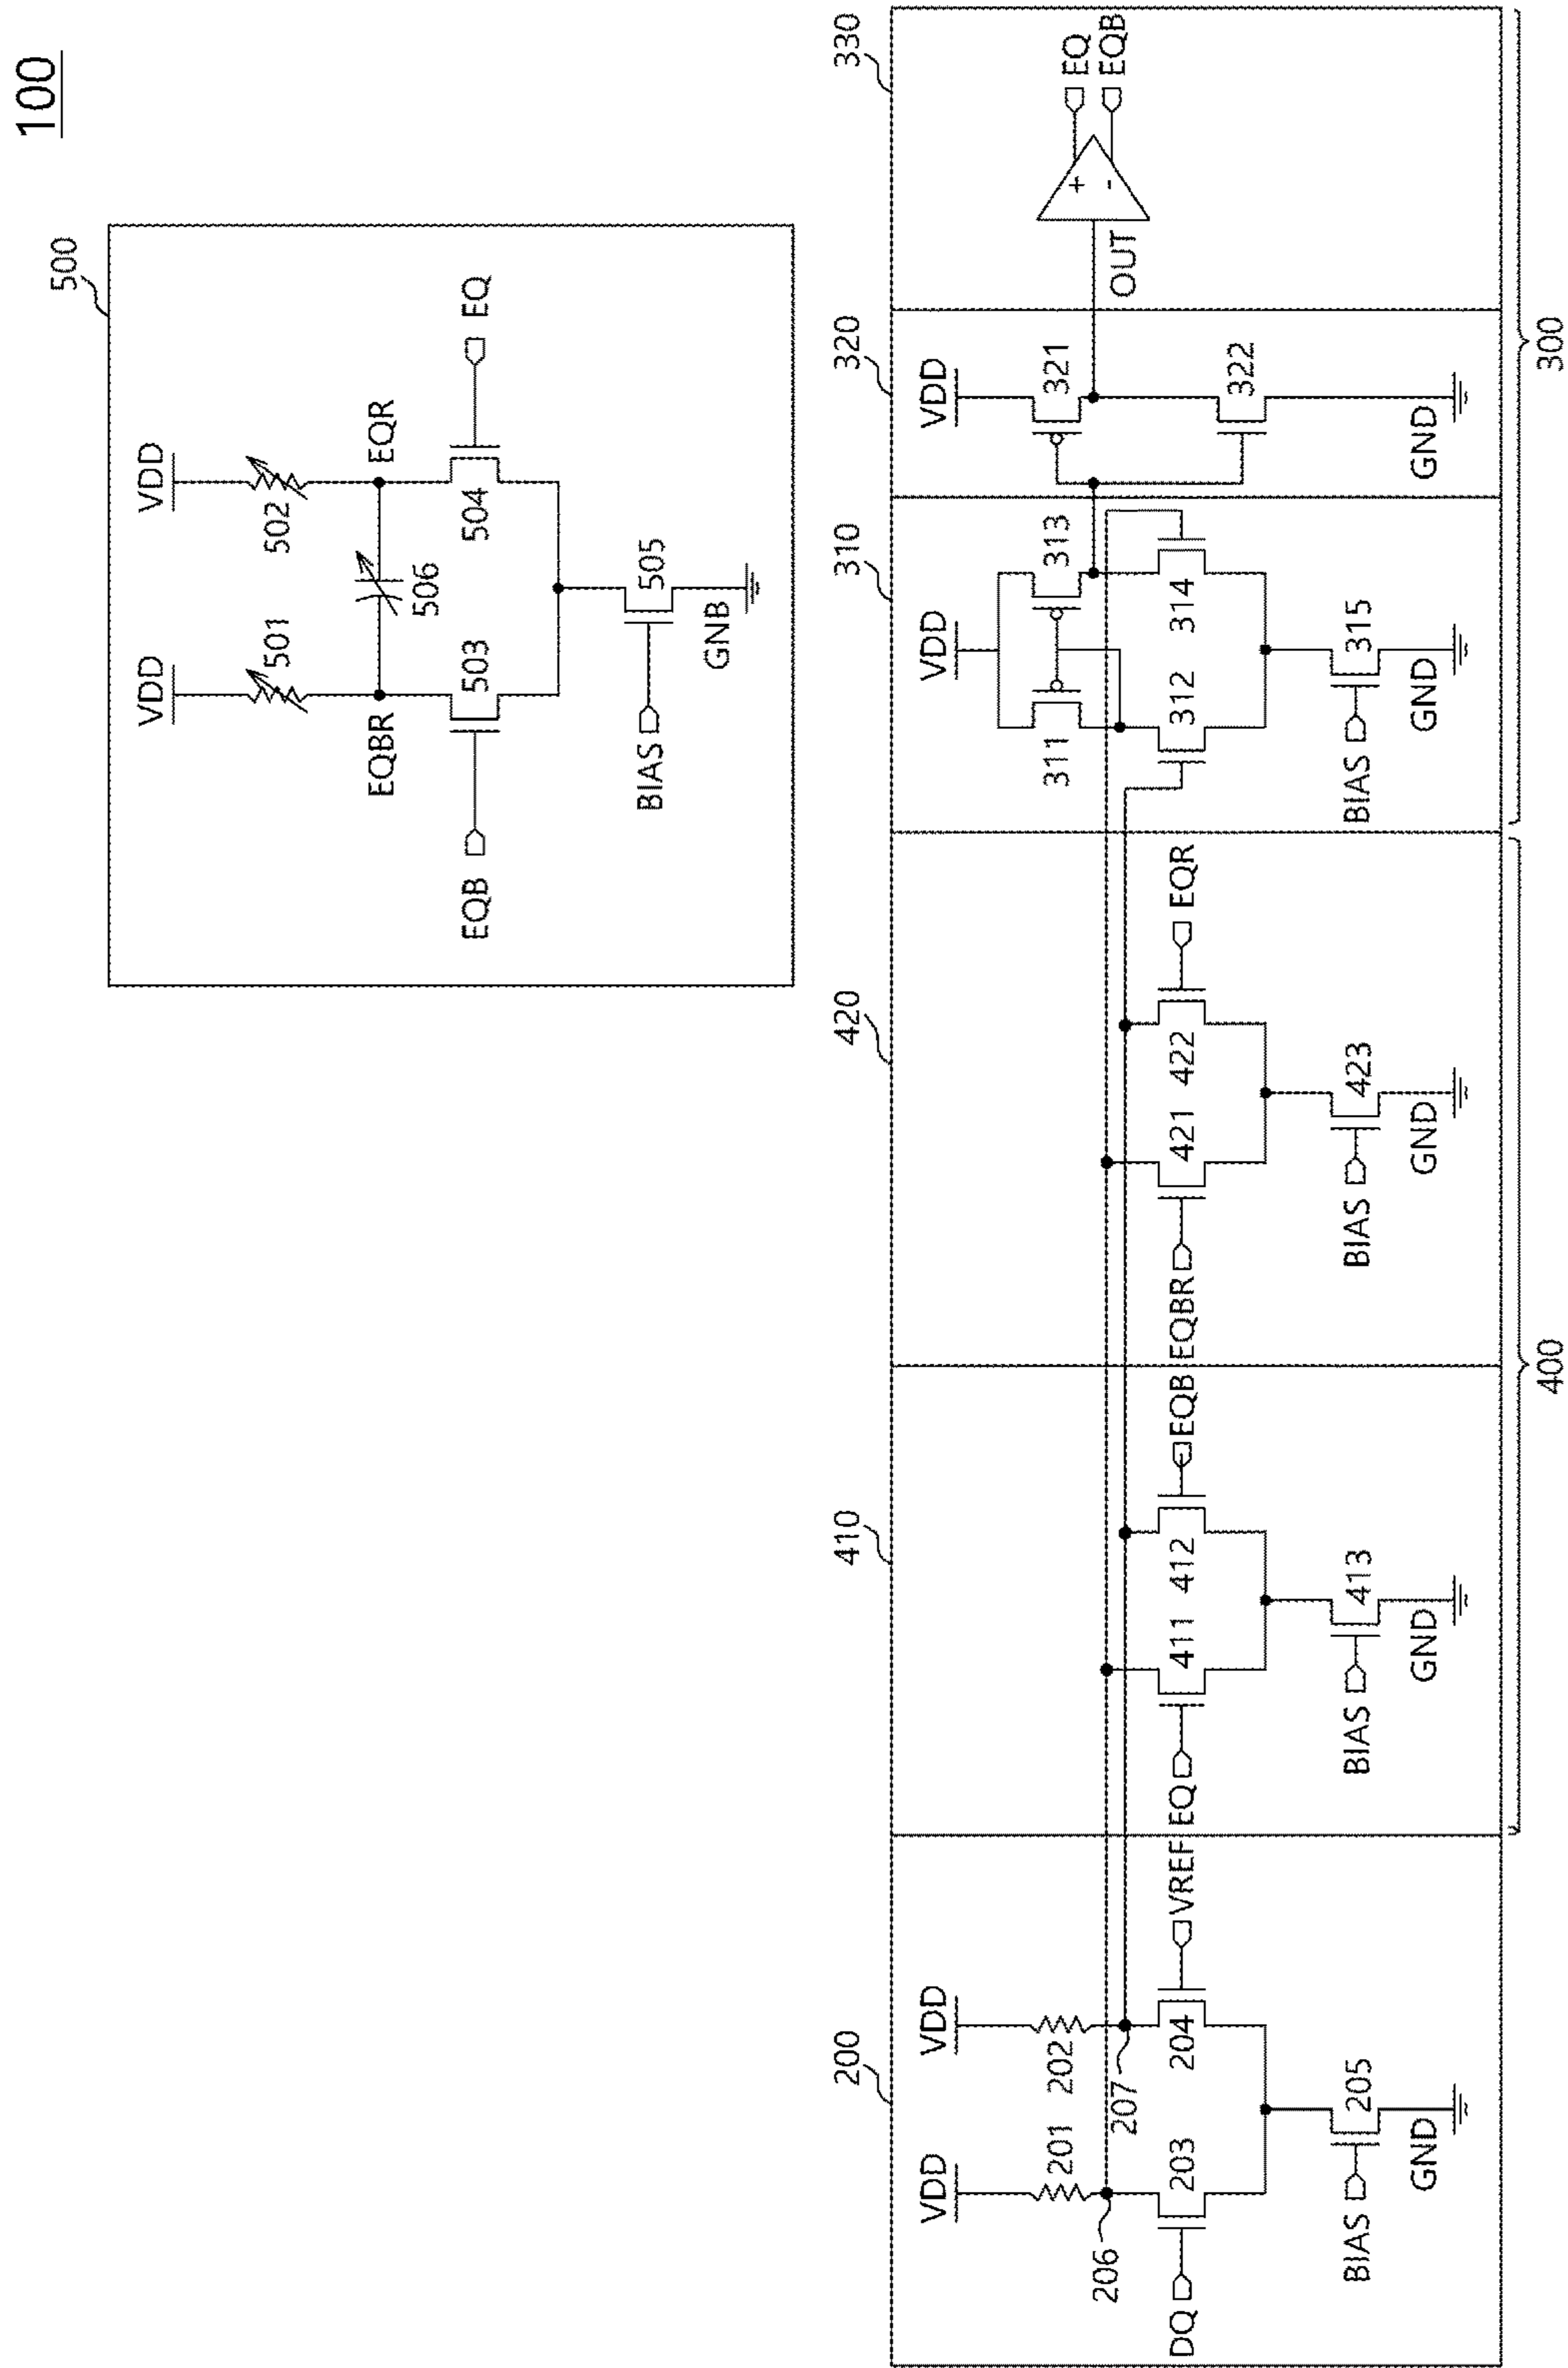 100
500
VDD
VDD
501
502
EQBR
EQR
506
EQB
503
504
EQ
BIAS
505
GNB
200
410
420
310
320
330
VDD
VDD
201
202
206
207
DQ
203
204
VREF
BIAS
205
GND
EQ
411
412
EQB
BIAS
413
GND
EQBR
421
422
EQR
BIAS
423
GND
VDD
311
313
312
314
BIAS
315
GND
VDD
321
322
GND
OUT
+
-
EQ
EQB
400
300